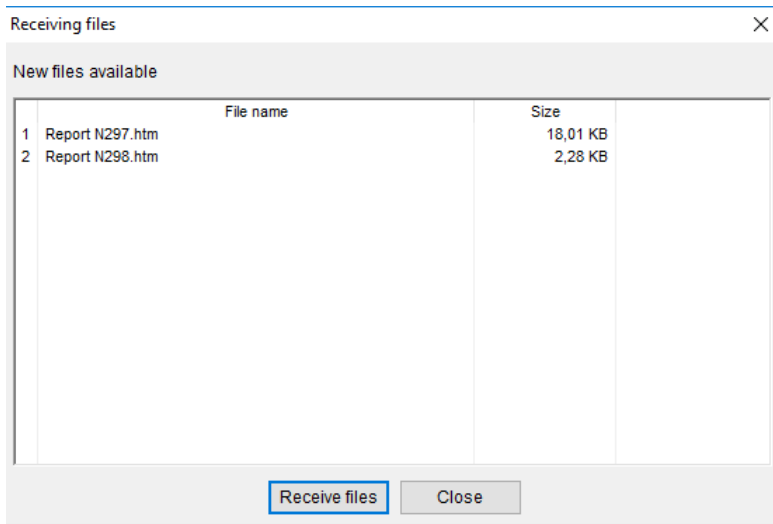 Receiving files
New files available
File name Size
1 Report N297.htm 18,01 KB
2 Report N298.htm 2,28 KB
Receive files Close